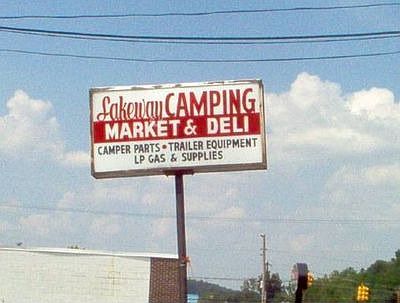 Lakeway CAMPING
MARKET & DELI
CAMPER PARTS • TRAILER EQUIPMENT
LP GAS & SUPPLIES